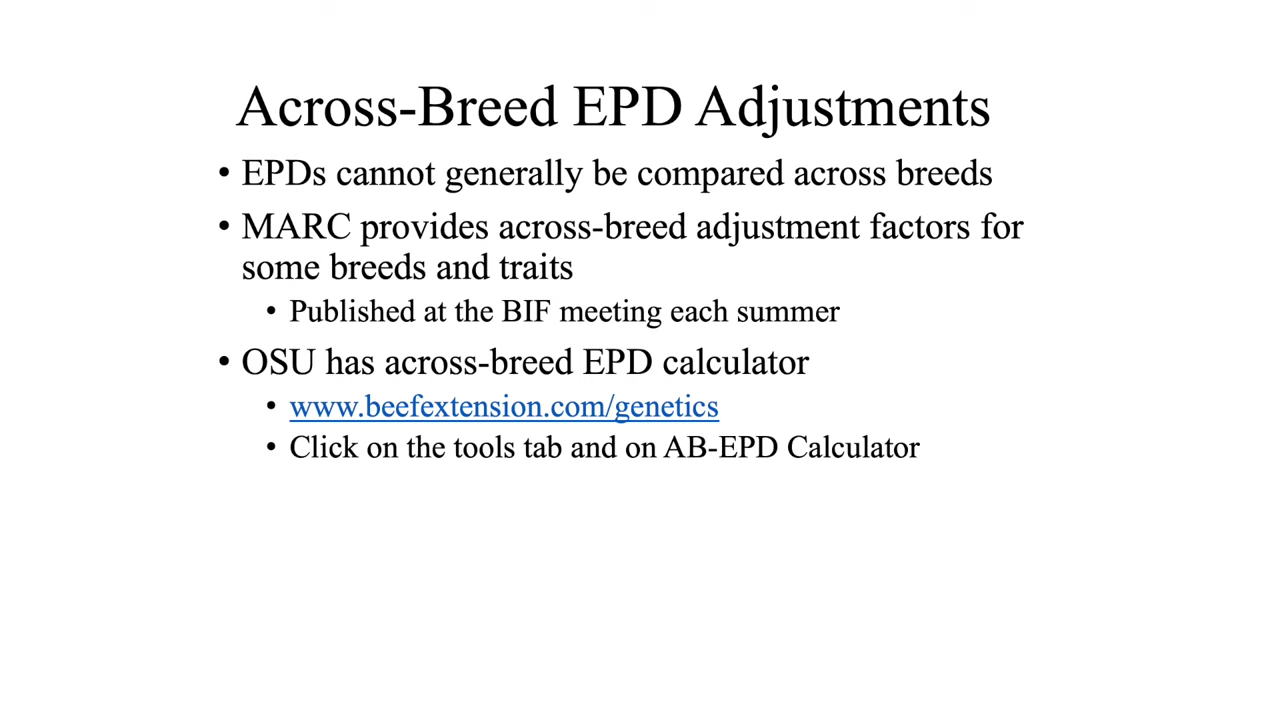 Across-Breed EPD Adjustments
• EPDs cannot generally be compared across breeds
• MARC provides across-breed adjustment factors for
some breeds and traits
• Published at the BIF meeting each summer
• OSU has across-breed EPD calculator
• www.beefextension.com/genetics
• Click on the tools tab and on AB-EPD Calculator